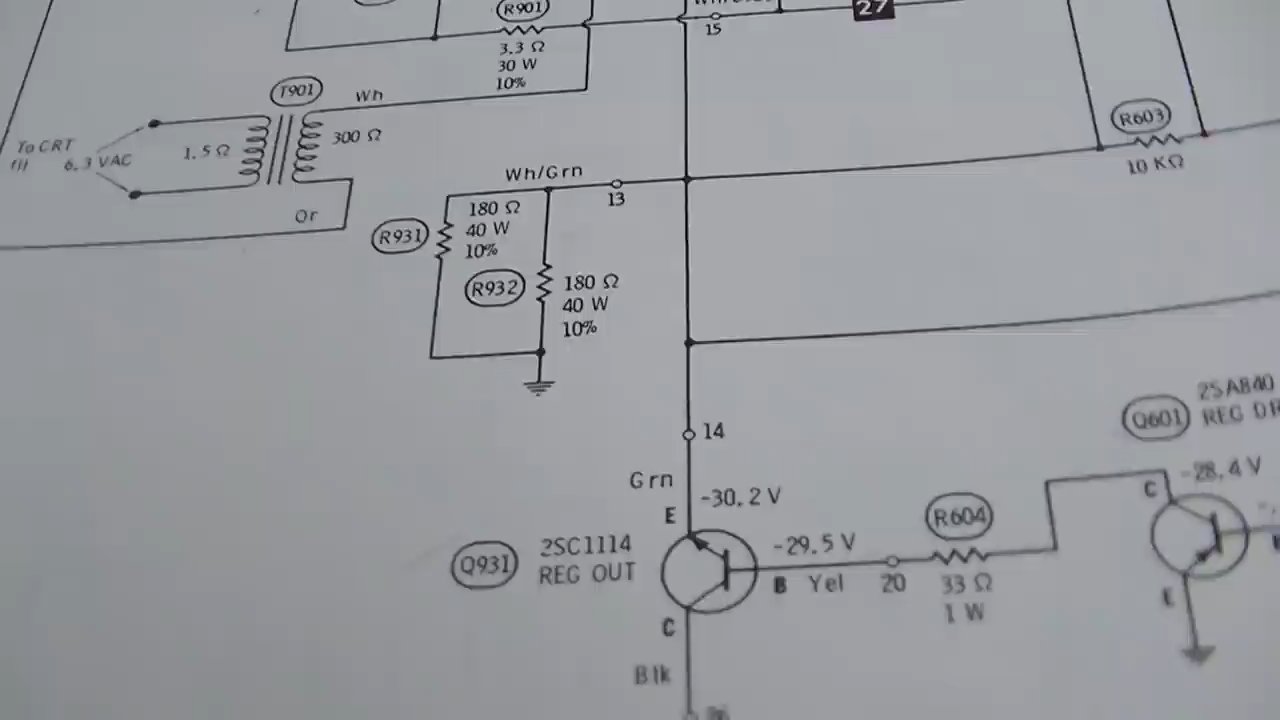 R901
15
27
3.3 Ω
30 W
10%
T901
Wh
To CRT
6.3 VAC
1.5 Ω
300 Ω
Or
R603
10 KΩ
Wh/Grn
13
R931
180 Ω
40 W
10%
R932
180 Ω
40 W
10%
14
Grn
-30.2 V
E
Q931
2SC1114
REG OUT
-29.5 V
B Yel
20
R604
33 Ω
1 W
C
Blk
Q601
2SA840
REG
-28.4 V
C
E